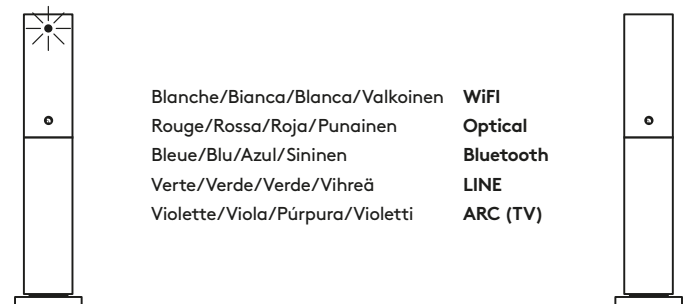 Blanche/Bianca/Blanca/Valkoinen WiFI
Rouge/Rossa/Roja/Punainen Optical
Bleue/Blu/Azul/Sininen Bluetooth
Verte/Verde/Verde/Vihreä LINE
Violette/Viola/Púrpura/Violetti ARC (TV)